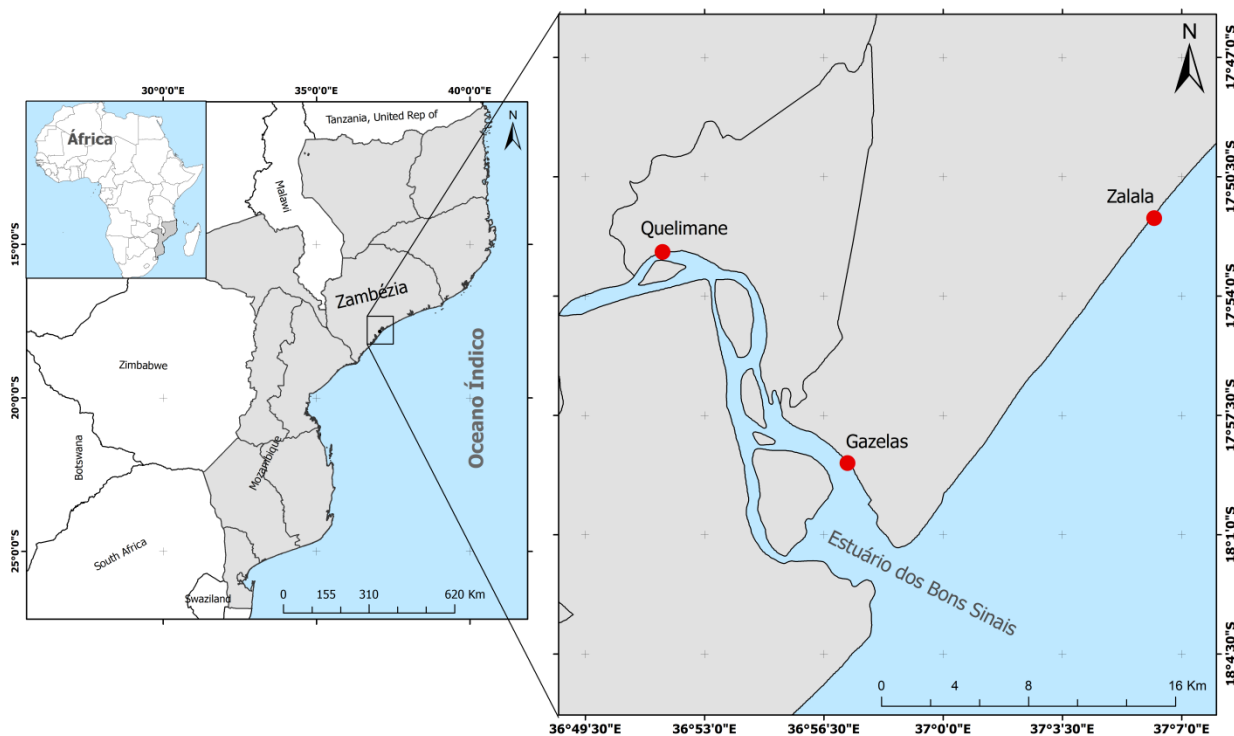 30°0'0"E 35°0'0"E 40°0'0"E
África
Tanzania, United Rep of
N
Malawi
15°0'0"S
Zambézia
Zimbabwe
Oceano Índico
20°0'0"S
Botswana
Mozambique
South Africa
25°0'0"S
Swaziland
0 155 310 620 Km
N
17°47'0"S
17°50'30"S
Zalala
Quelimane
17°54'0"S
17°57'30"S
Gazelas
18°1'0"S
Estuário dos Bons Sinais
18°4'30"S
0 4 8 16 Km
36°49'30"E 36°53'0"E 36°56'30"E 37°0'0"E 37°3'30"E 37°7'0"E